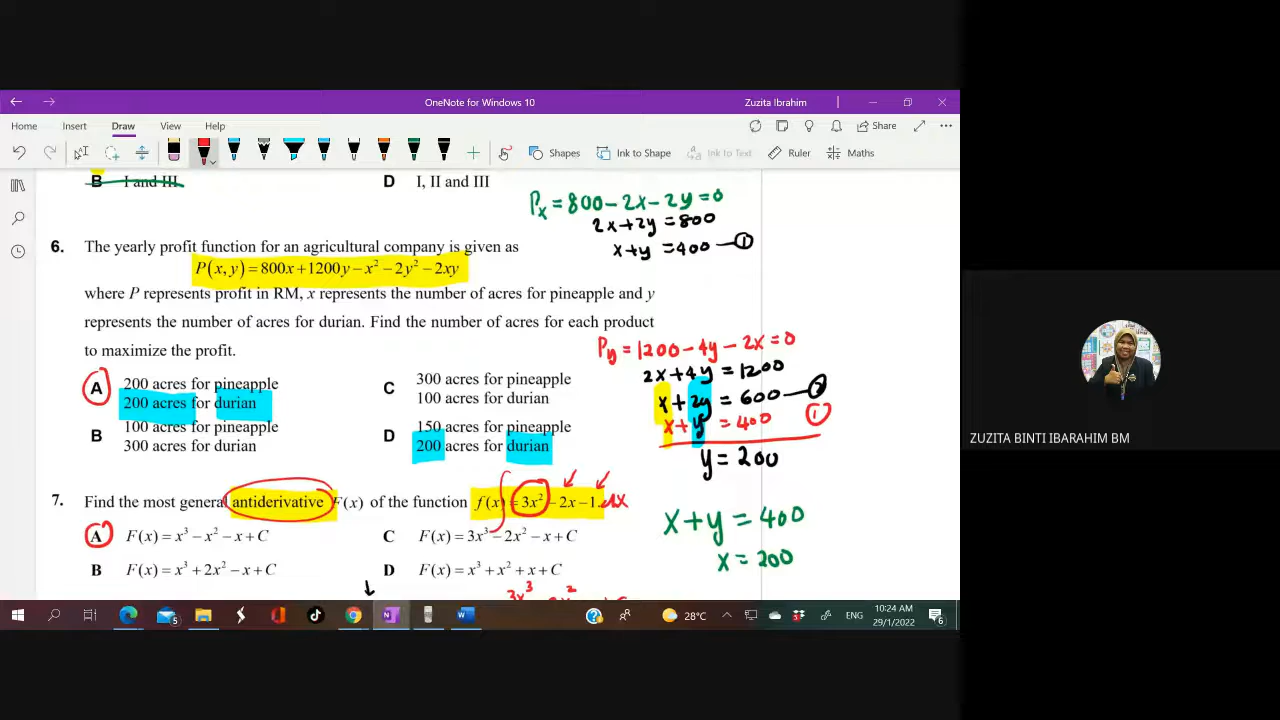 OneNote for Windows 10
Zuzita Ibrahim
Home Insert Draw View Help
Share
Shapes Ink to Shape Ink to Text Ruler Maths
B I and III
D I, II and III
Px = 800 - 2x - 2y = 0
2x + 2y = 800
x + y = 400 — ①
6. The yearly profit function for an agricultural company is given as
P(x, y) = 800x + 1200y − x² − 2y² − 2xy
where P represents profit in RM, x represents the number of acres for pineapple and y
represents the number of acres for durian. Find the number of acres for each product
to maximize the profit.
Py = 1200 - 4y - 2x = 0
2x + 4y = 1200
x + 2y = 600 — ②
x + y = 400 ①
y = 200
A 200 acres for pineapple
200 acres for durian
C 300 acres for pineapple
100 acres for durian
B 100 acres for pineapple
300 acres for durian
D 150 acres for pineapple
200 acres for durian
x + y = 400
x = 200
7. Find the most general antiderivative F(x) of the function ∫ f(x) = 3x² − 2x − 1. dx
A F(x) = x³ − x² − x + C
C F(x) = 3x³ − 2x² − x + C
B F(x) = x³ + 2x² − x + C
D F(x) = x³ + x² + x + C
ZUZITA BINTI IBARAHIM BM
5
28°C
ENG
10:24 AM
29/1/2022
6